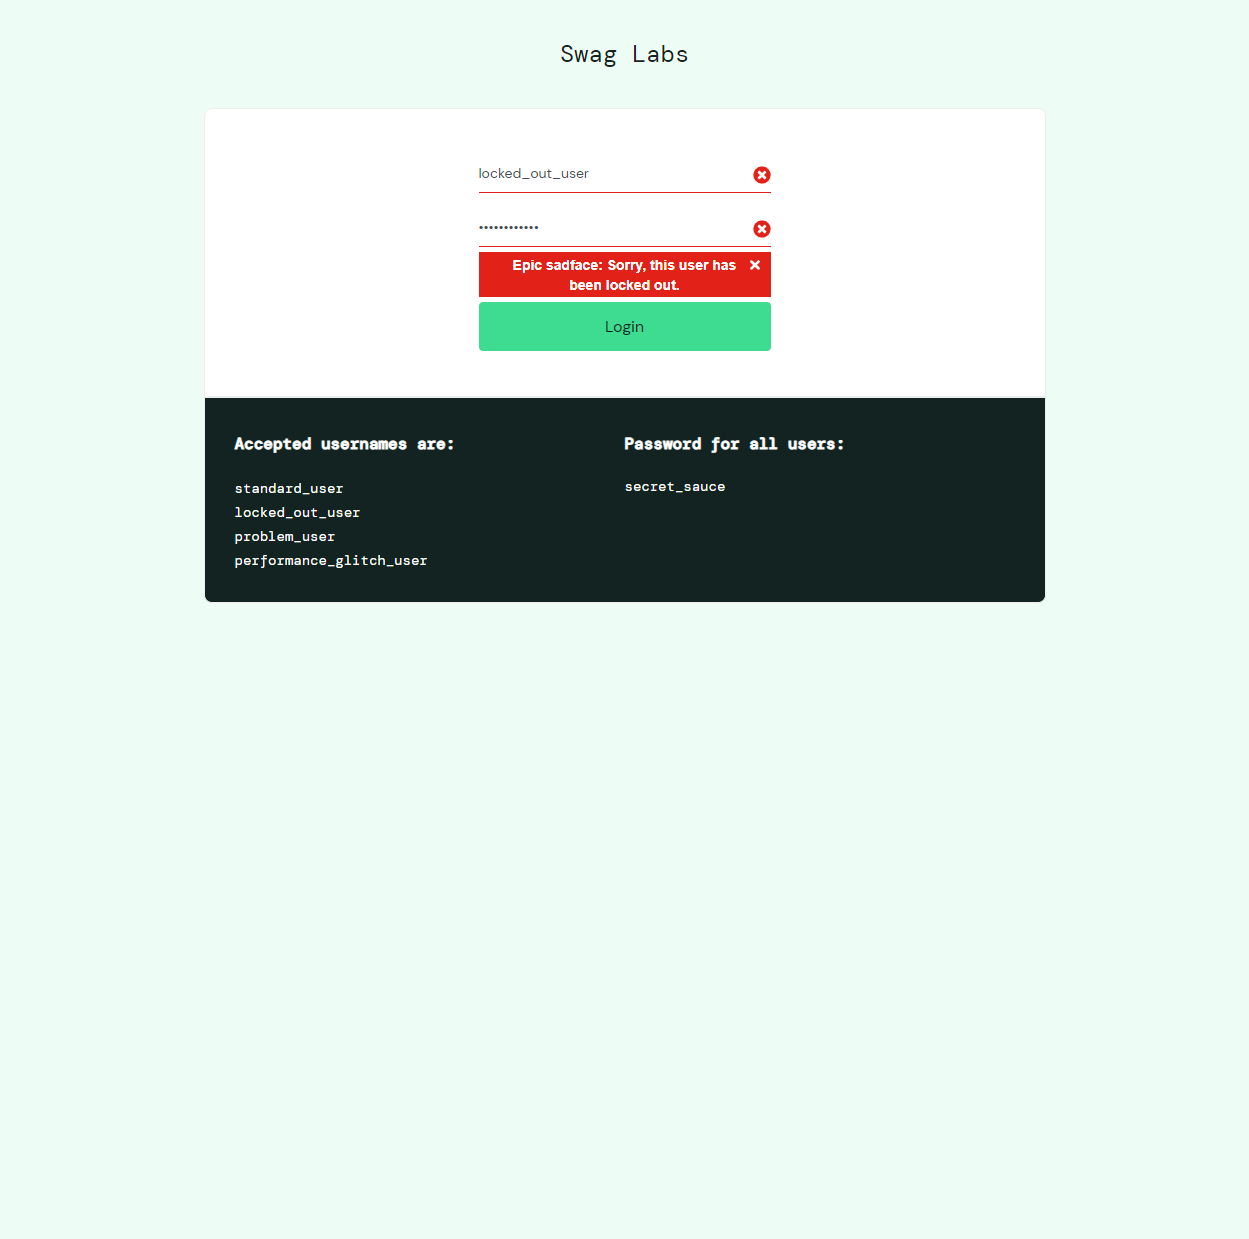 Swag Labs
locked_out_user
••••••••••••
Epic sadface: Sorry, this user has
been locked out.
Login
Accepted usernames are:
standard_user
locked_out_user
problem_user
performance_glitch_user
Password for all users:
secret_sauce